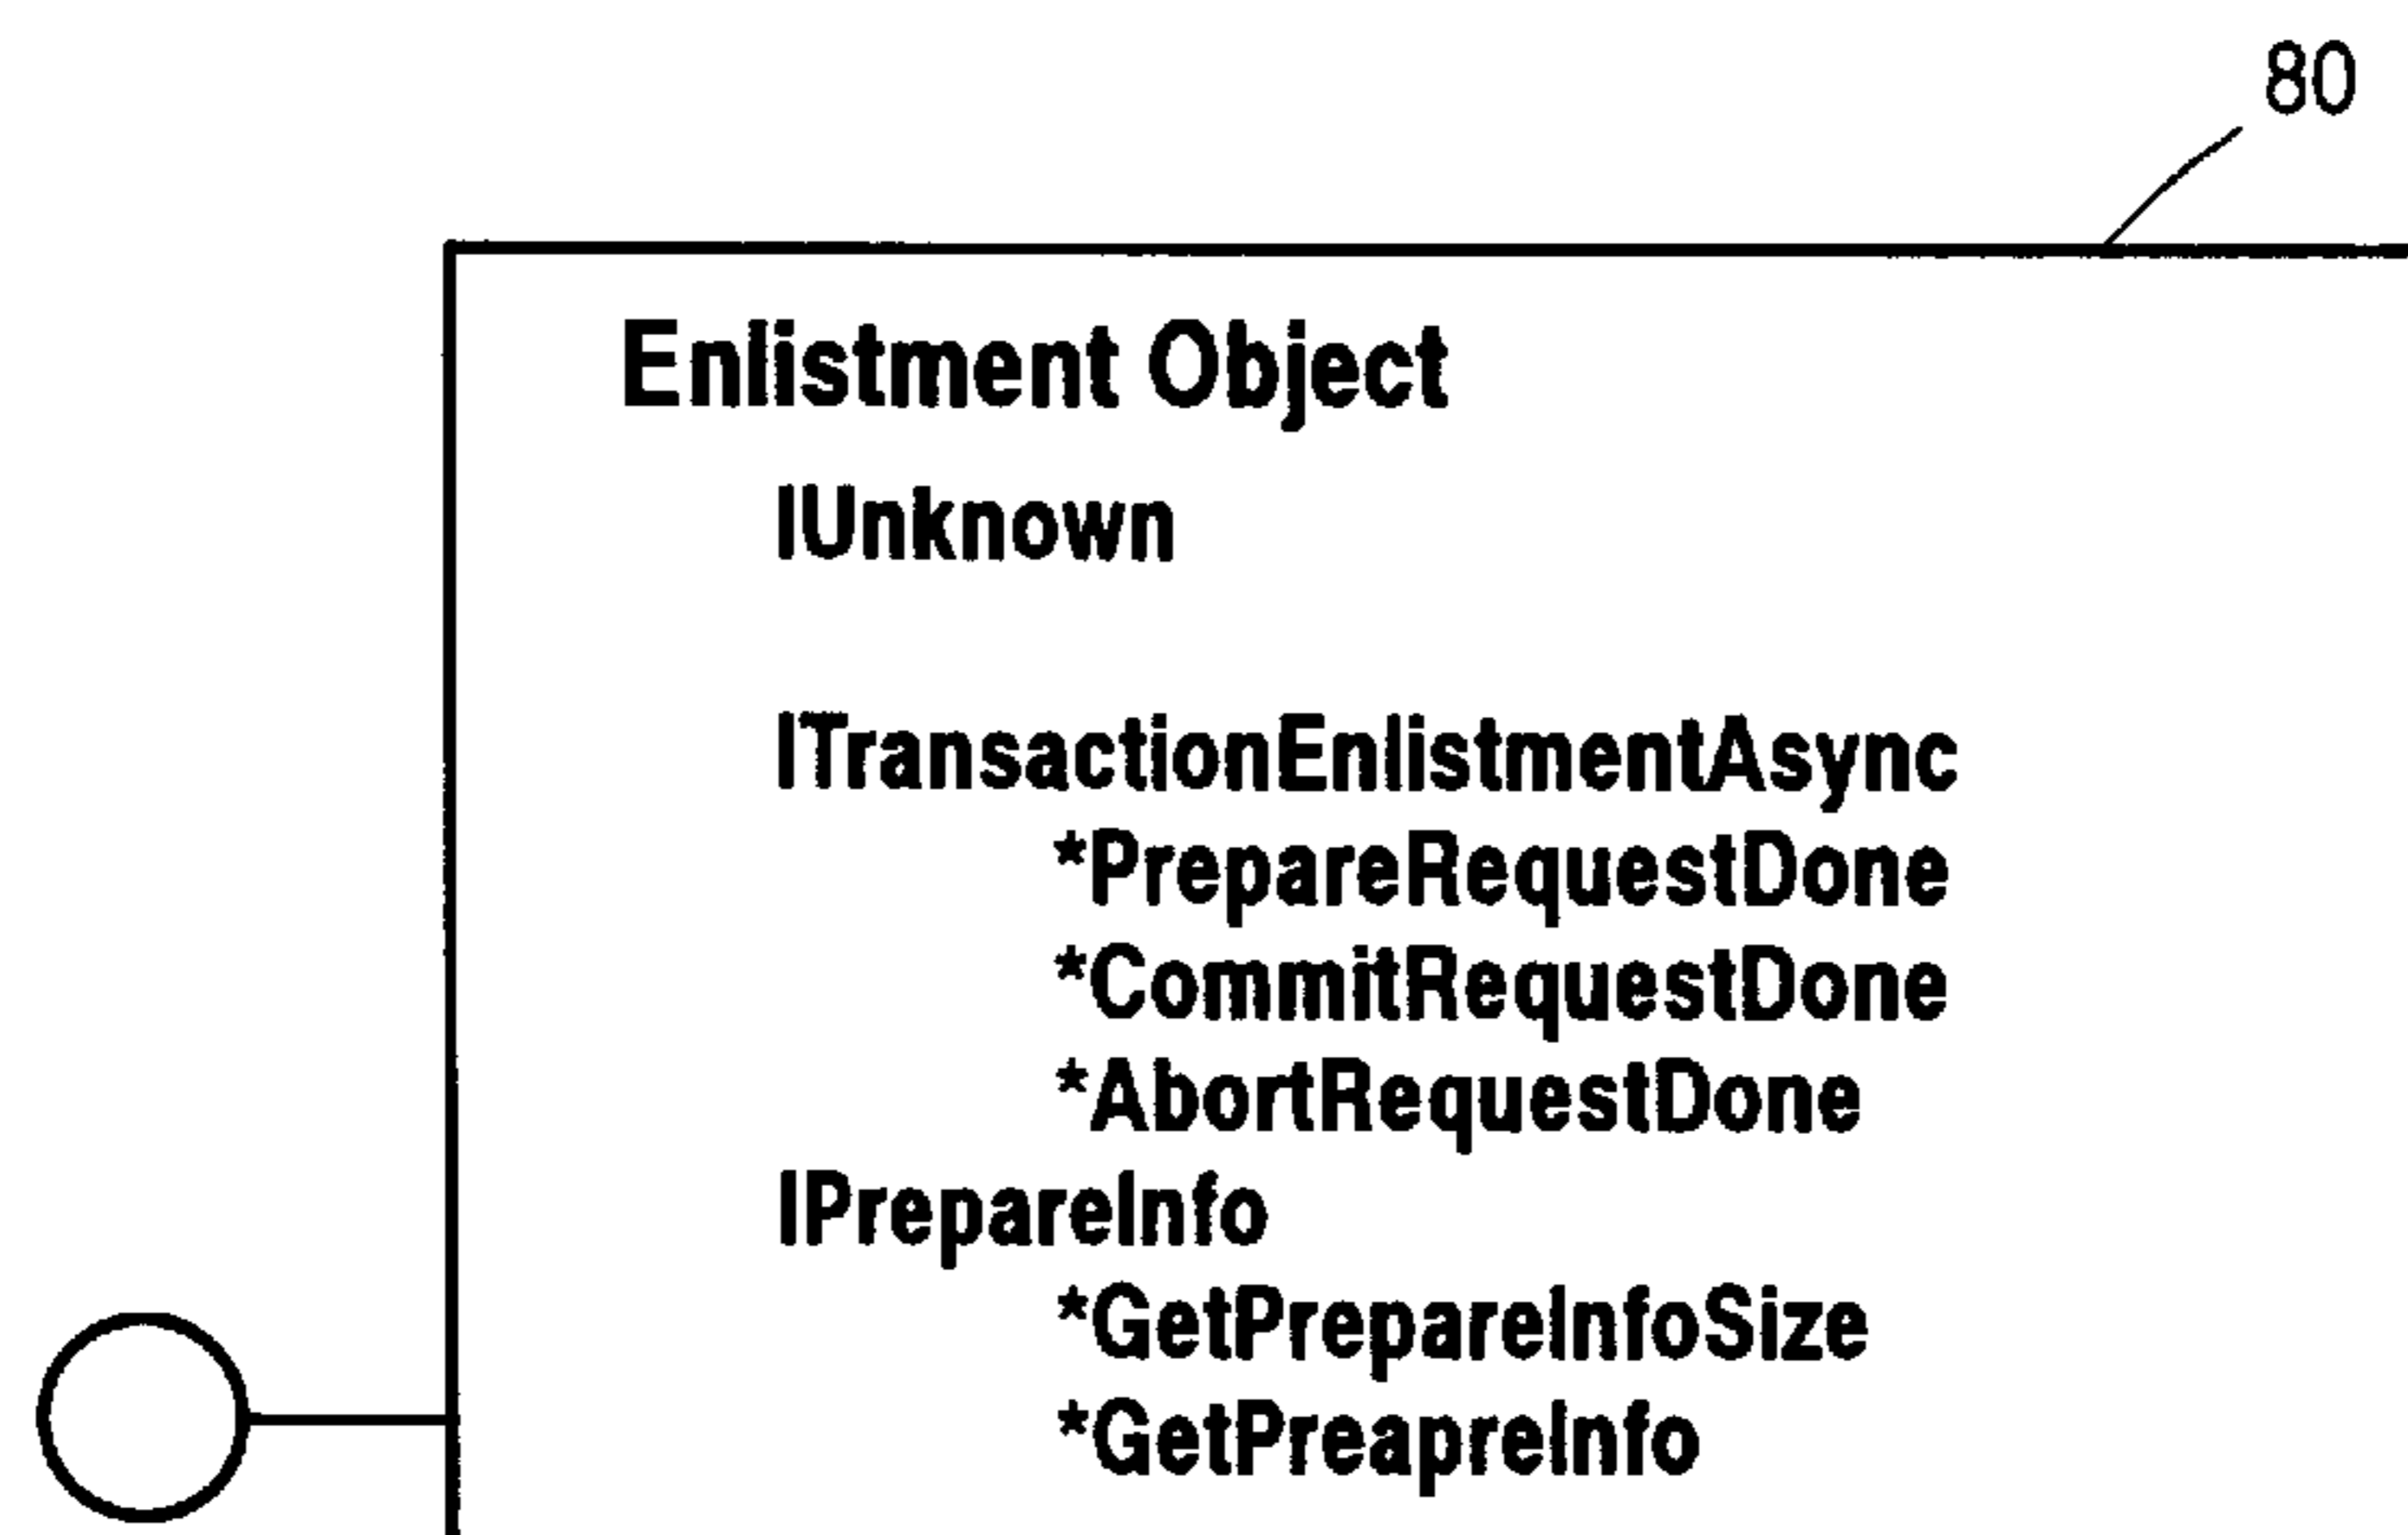 80
Enlistment Object
IUnknown
ITransactionEnlistmentAsync
*PrepareRequestDone
*CommitRequestDone
*AbortRequestDone
IPrepareInfo
*GetPrepareInfoSize
*GetPreapreInfo